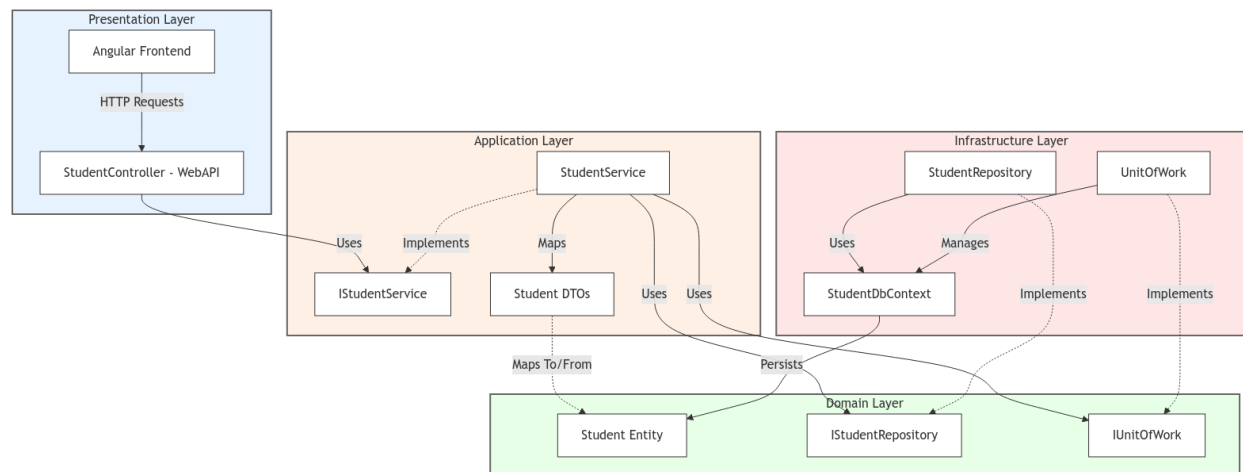 Presentation Layer
Angular Frontend
HTTP Requests
StudentController - WebAPI
Application Layer
StudentService
Uses
Implements
Maps
Uses
Uses
IStudentService
Student DTOs
Maps To/From
Infrastructure Layer
StudentRepository
UnitOfWork
Uses
Manages
StudentDbContext
Implements
Implements
Persists
Domain Layer
Student Entity
IStudentRepository
IUnitOfWork